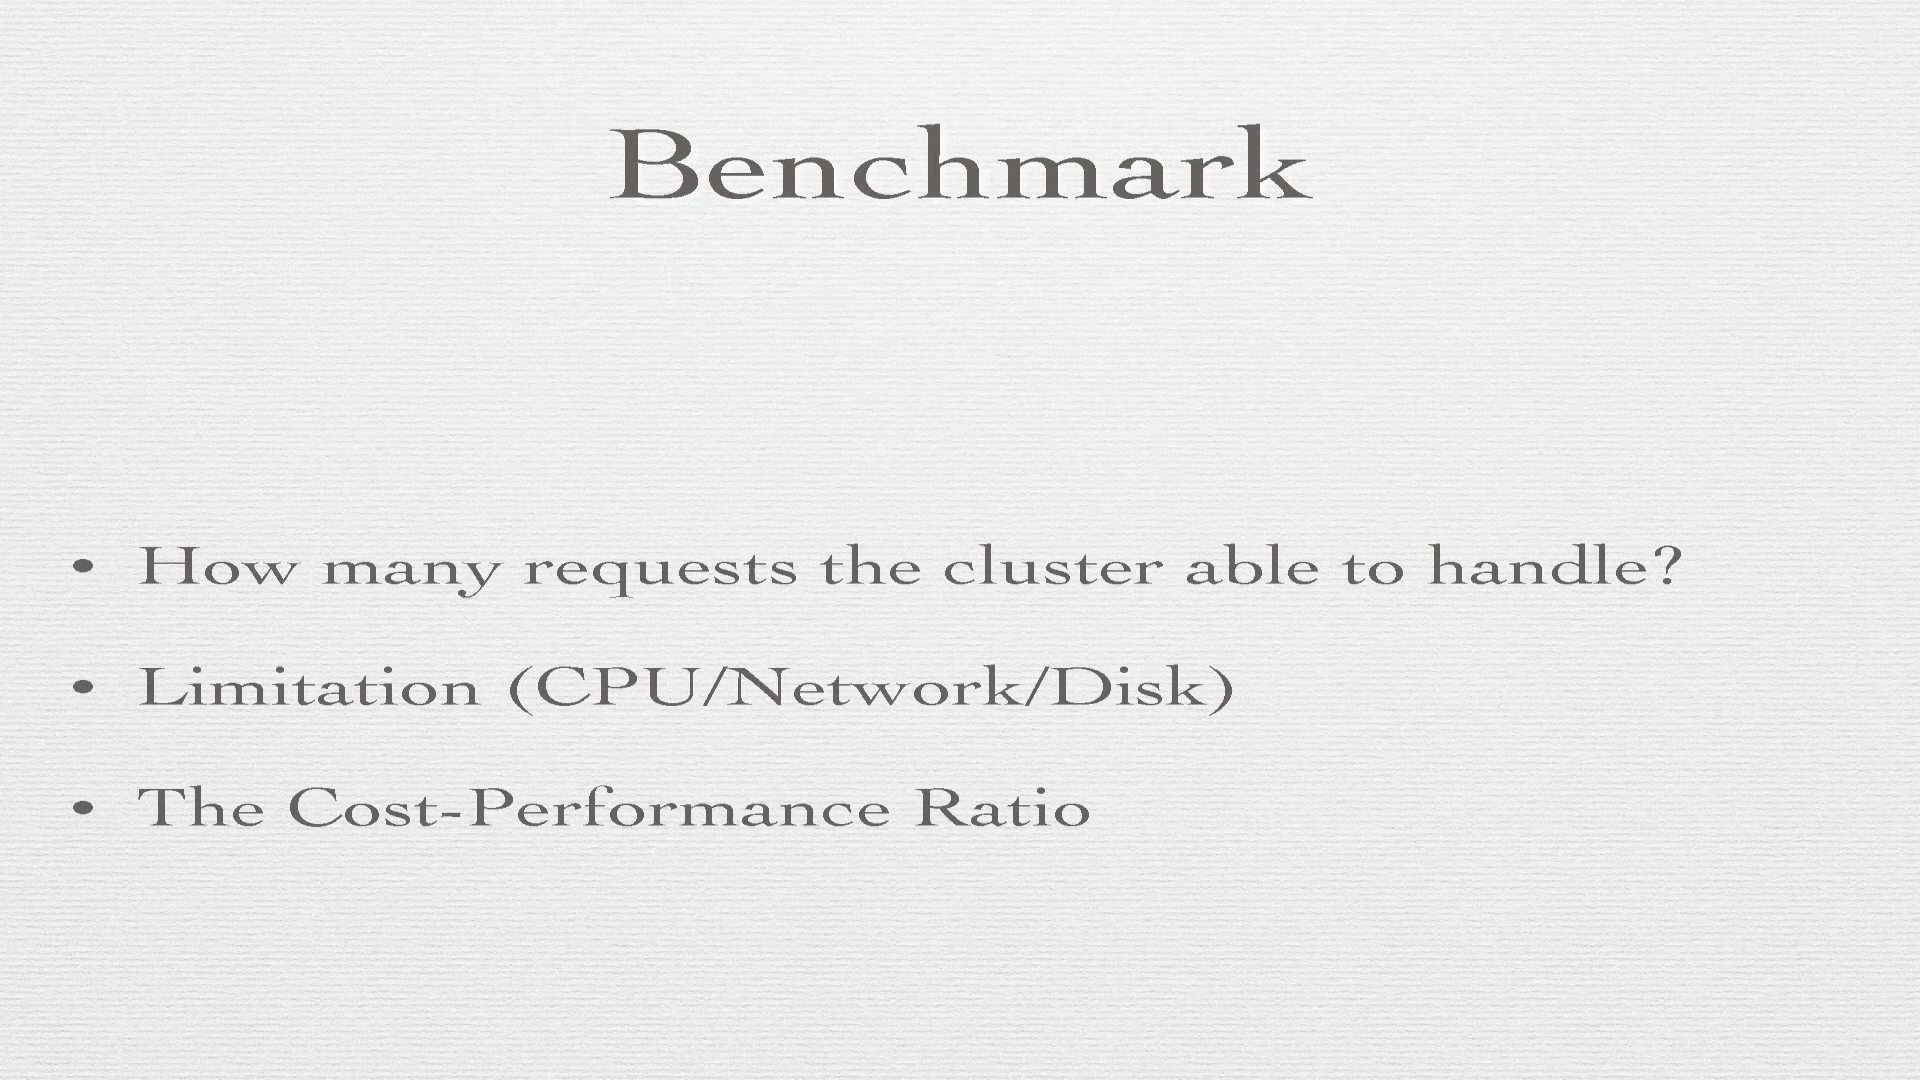 Benchmark
• How many requests the cluster able to handle?
• Limitation (CPU/Network/Disk)
• The Cost-Performance Ratio